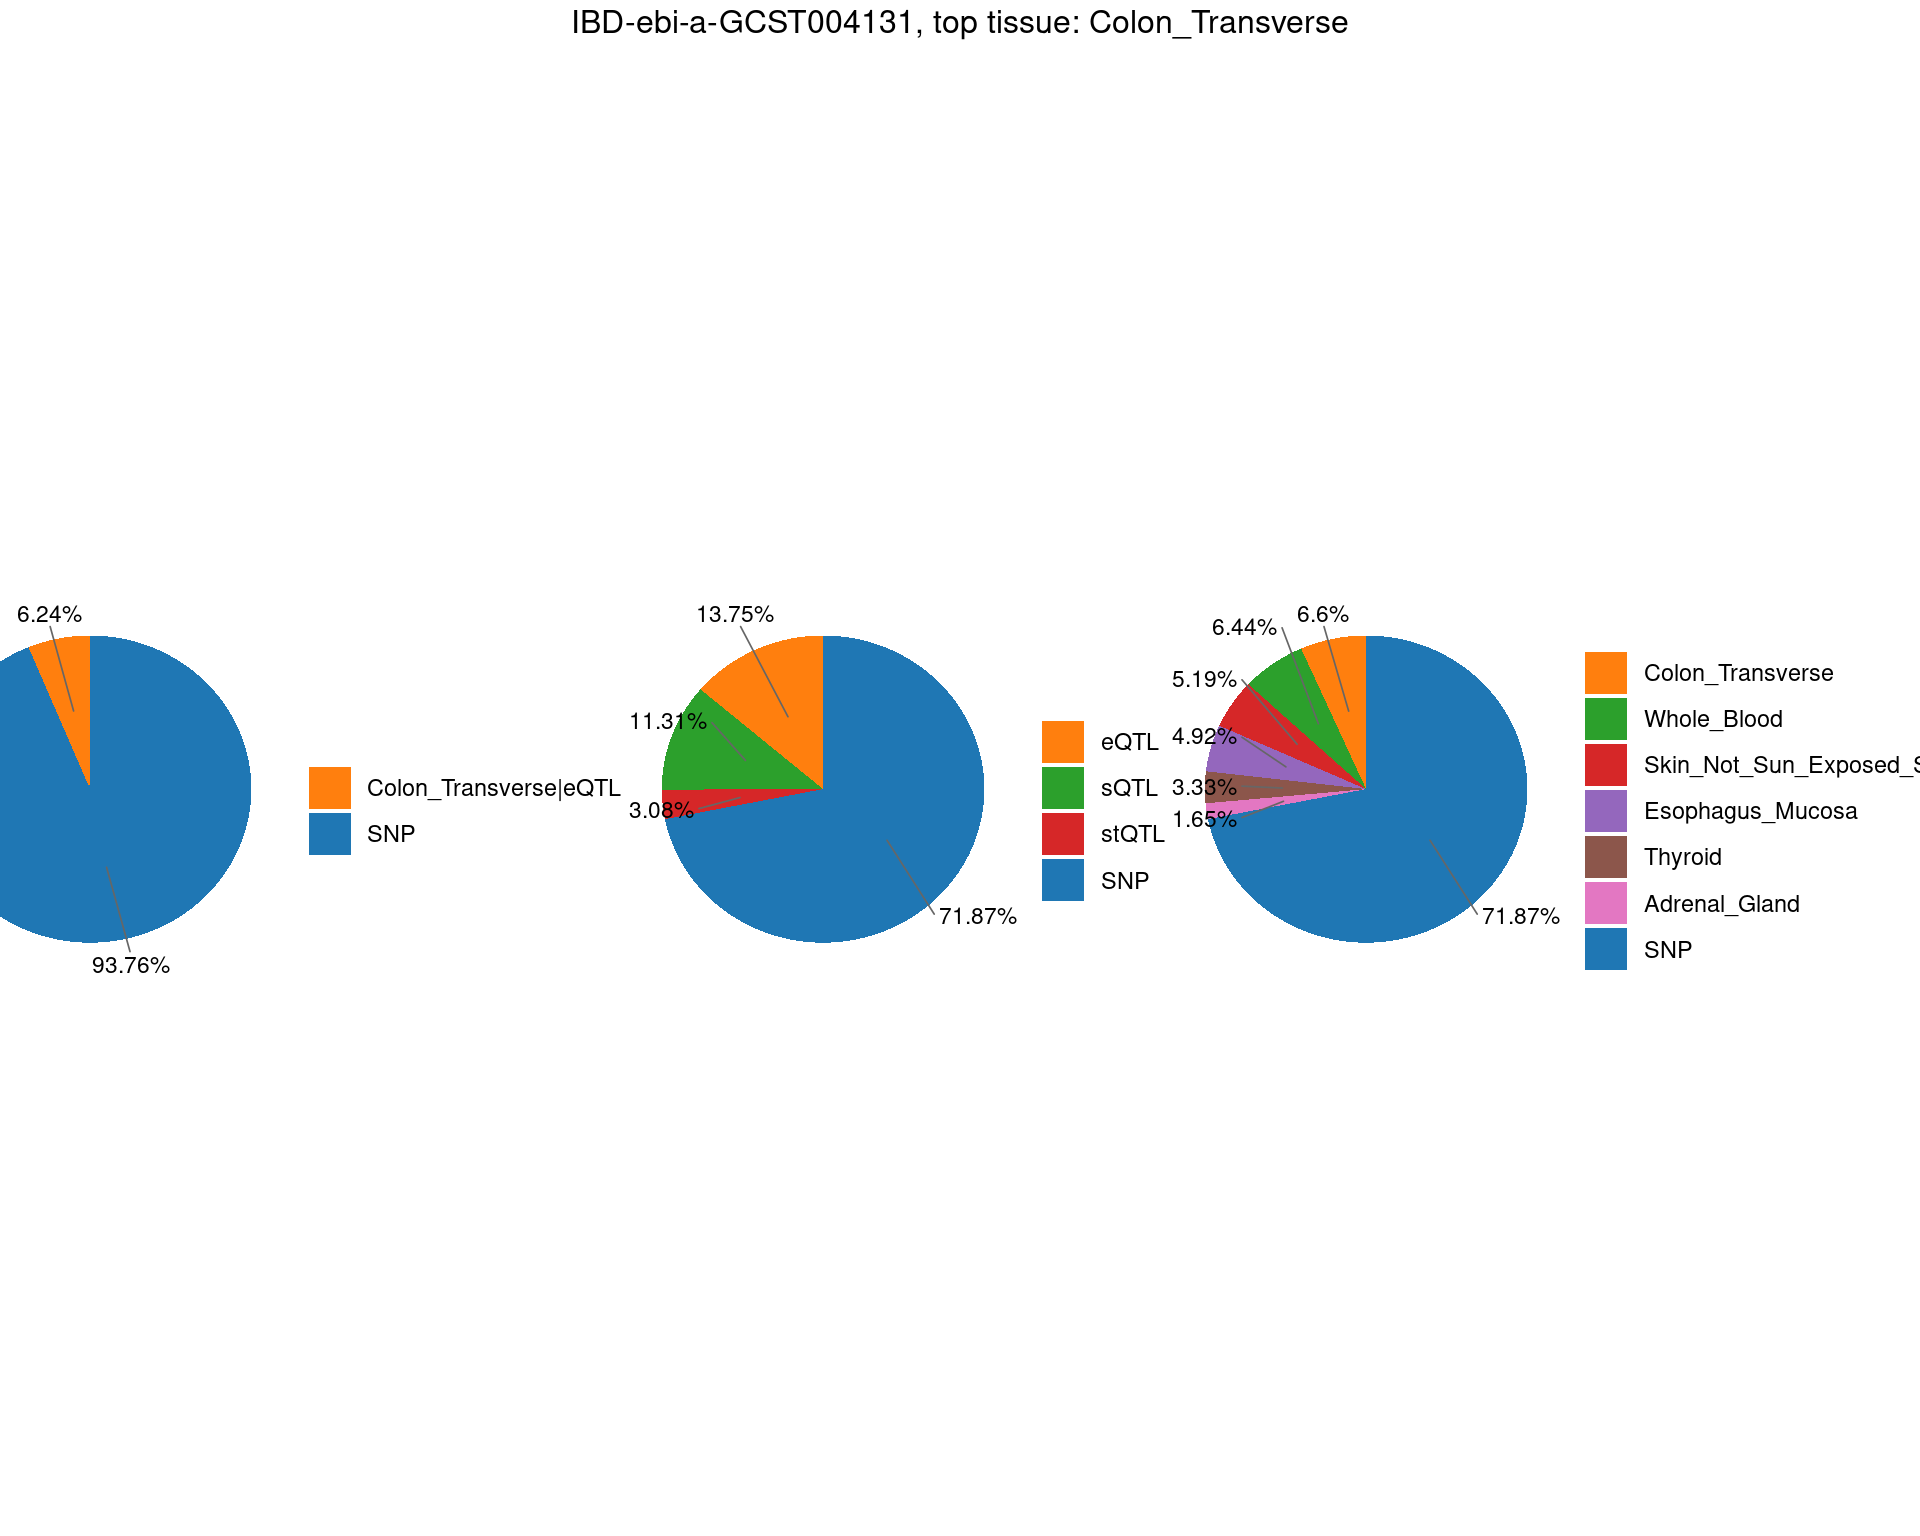 IBD-ebi-a-GCST004131, top tissue: Colon_Transverse
6.24%
93.76%
Colon_Transverse|eQTL
SNP
13.75%
11.31%
3.08%
71.87%
eQTL
sQTL
stQTL
SNP
6.6%
6.44%
5.19%
4.92%
3.33%
1.65%
71.87%
Colon_Transverse
Whole_Blood
Skin_Not_Sun_Exposed_S
Esophagus_Mucosa
Thyroid
Adrenal_Gland
SNP